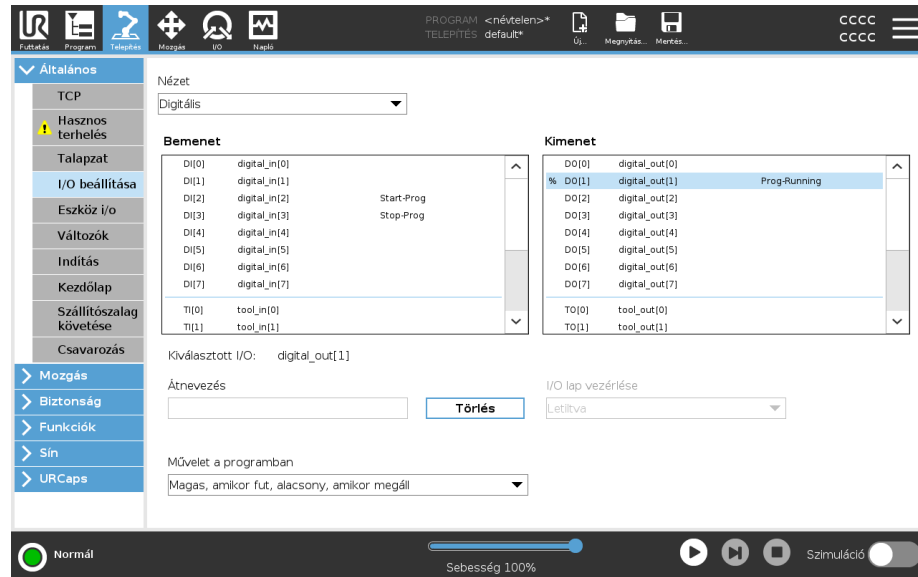 PROGRAM <névtelen>*
TELEPÍTÉS default*
CCCC
CCCC
Futtatás Program Telepítés Mozgás I/O Napló Új... Megnyitás... Mentés...
Általános
TCP
Hasznos
terhelés
Talapzat
I/O beállítása
Eszköz i/o
Változók
Indítás
Kezdőlap
Szállítószalag
követése
Csavarozás
Mozgás
Biztonság
Funkciók
Sín
URCaps
Nézet
Digitális
Bemenet
DI[0] digital_in[0]
DI[1] digital_in[1]
DI[2] digital_in[2] Start-Prog
DI[3] digital_in[3] Stop-Prog
DI[4] digital_in[4]
DI[5] digital_in[5]
DI[6] digital_in[6]
DI[7] digital_in[7]
TI[0] tool_in[0]
TI[1] tool_in[1]
Kimenet
DO[0] digital_out[0]
% DO[1] digital_out[1] Prog-Running
DO[2] digital_out[2]
DO[3] digital_out[3]
DO[4] digital_out[4]
DO[5] digital_out[5]
DO[6] digital_out[6]
DO[7] digital_out[7]
TO[0] tool_out[0]
TO[1] tool_out[1]
Kiválasztott I/O: digital_out[1]
Átnevezés
Törlés
I/O lap vezérlése
Letiltva
Művelet a programban
Magas, amikor fut, alacsony, amikor megáll
Normál
Sebesség 100%
Szimuláció